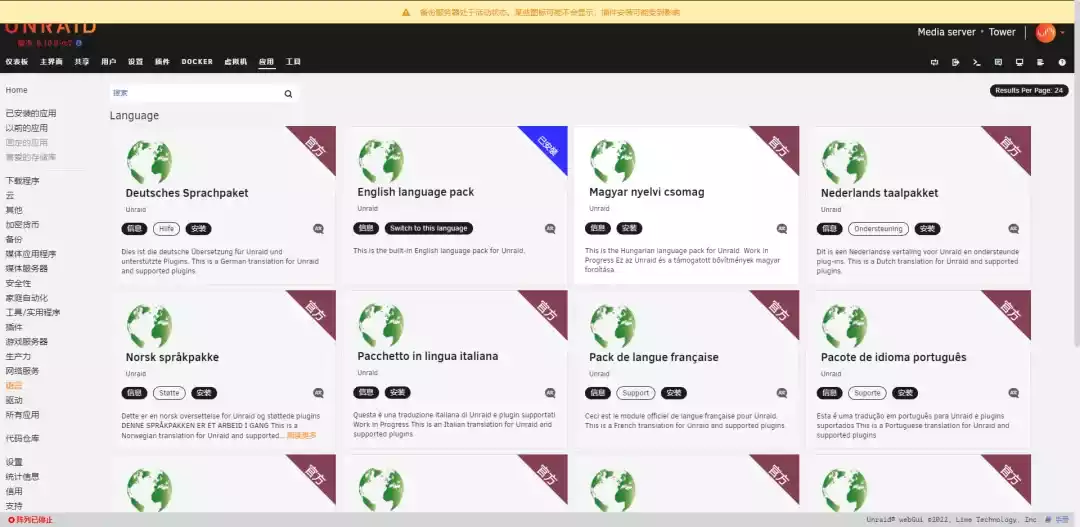 备份服务器处于活动状态。某些图标可能不会显示，插件安装可能受到影响
UNRAID
Media server • Tower
仪表板 主界面 共享 用户 设置 插件 DOCKER 虚拟机 应用 工具
Home
搜索
Results Per Page: 24
已安装的应用
以前的应用
固定的应用
喜爱的存储库
下载程序
云
其他
加密货币
备份
媒体应用程序
媒体服务器
安全性
家庭自动化
工具/实用程序
插件
游戏服务器
生产力
网络服务
语言
驱动
所有应用
代码仓库
设置
统计信息
信用
支持
Language
官方
Deutsches Sprachpaket
Unraid
信息 Hilfe 安装
Dies ist die deutsche Übersetzung für Unraid und
unterstützte Plugins. This is a German translation for Unraid
and supported plugins.
已安装
English language pack
Unraid
信息 Switch to this language
This is the built-in English language pack for Unraid.
官方
Magyar nyelvi csomag
Unraid
信息 安装
This is the Hungarian language pack for Unraid. Work in
Progress Ez az Unraid és a támogatott bővítmények magyar
fordítása.
官方
Nederlands taalpakket
Unraid
信息 Ondersteuning 安装
Dit is een Nederlandse vertaling voor Unraid en ondersteunde
plug-ins. This is a Dutch translation for Unraid and supported
plugins.
官方
Norsk språkpakke
Unraid
信息 Støtte 安装
Dette er en norsk oversettelse for Unraid og støttede plugins
DENNE SPRÅKPAKKEN ER ET ARBEID I GANG This is a
Norwegian translation for Unraid and supported... 阅读更多
官方
Pacchetto in lingua italiana
Unraid
信息 安装
Questa è una traduzione italiana di Unraid e plugin supportati
Work in Progress This is an Italian translation for Unraid and
supported plugins
官方
Pack de langue française
Unraid
信息 Support 安装
Ceci est le module officiel de langue française pour Unraid.
This is a French translation for Unraid and supported plugins
官方
Pacote de idioma português
Unraid
信息 Suporte 安装
Esta é uma tradução em português para Unraid e plugins
suportados This is a Portuguese translation for Unraid and
supported plugins
官方
官方
官方
官方
阵列已停止
Unraid® webGui ©2022, Lime Technology, Inc. 手册